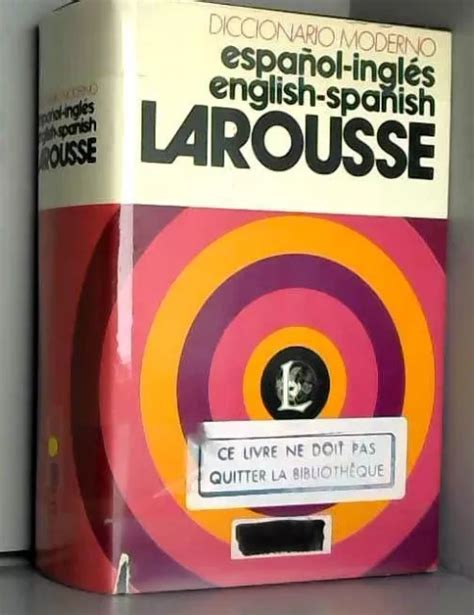 DICCIONARIO MODERNO
español-inglés
english-spanish
LAROUSSE
L
CE LIVRE NE DOIT PAS
QUITTER LA BIBLIOTHÈQUE
MODERNO
español-inglés
english-spanish
LAROUSSE